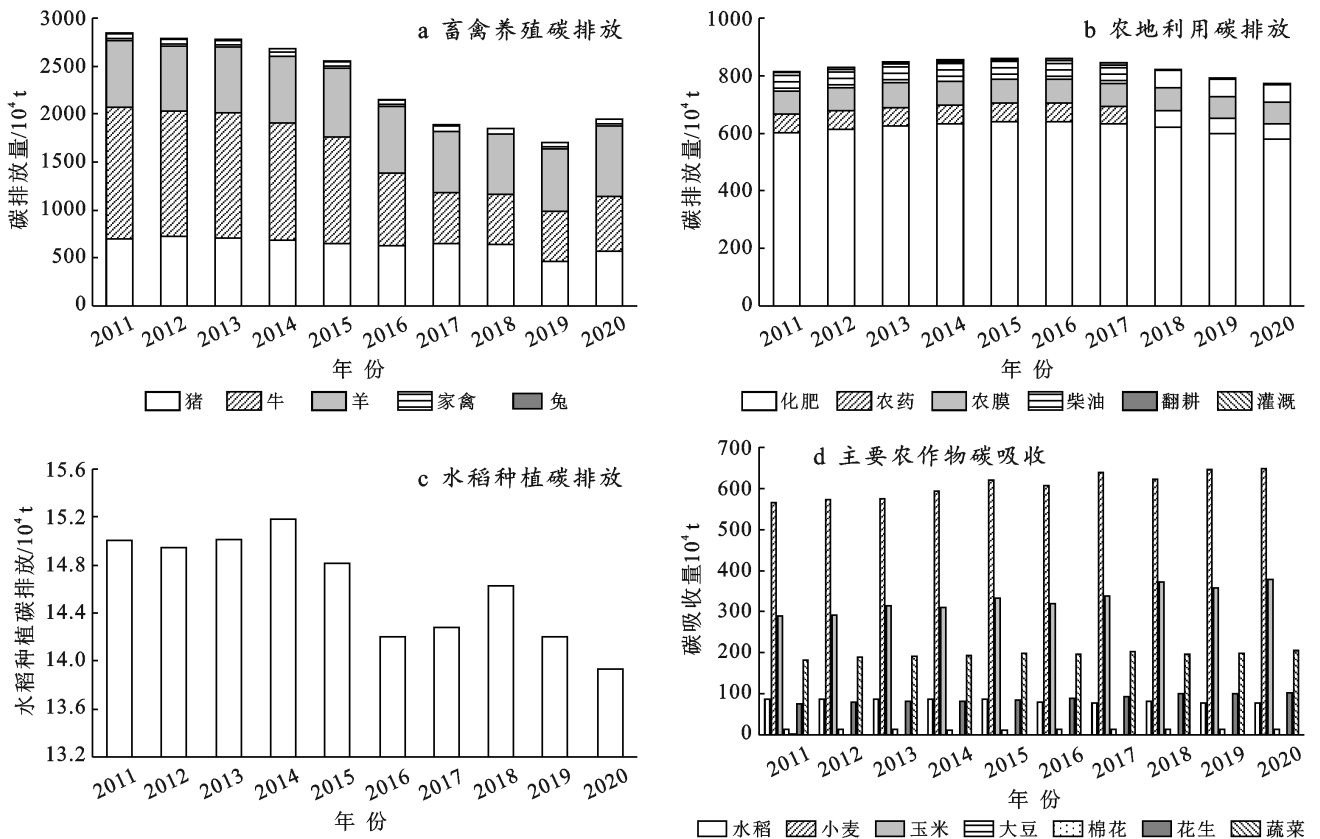 a 畜禽养殖碳排放
碳排放量/10⁴ t
3000
2500
2000
1500
1000
500
0
2011 2012 2013 2014 2015 2016 2017 2018 2019 2020
年 份
猪 牛 羊 家禽 兔
b 农地利用碳排放
碳排放量/10⁴ t
1000
800
600
400
200
0
2011 2012 2013 2014 2015 2016 2017 2018 2019 2020
年 份
化肥 农药 农膜 柴油 翻耕 灌溉
c 水稻种植碳排放
水稻种植碳排放/10⁴ t
15.6
15.2
14.8
14.4
14.0
13.6
13.2
2011 2012 2013 2014 2015 2016 2017 2018 2019 2020
年 份
d 主要农作物碳吸收
碳吸收量10⁴ t
700
600
500
400
300
200
100
0
2011 2012 2013 2014 2015 2016 2017 2018 2019 2020
年 份
水稻 小麦 玉米 大豆 棉花 花生 蔬菜